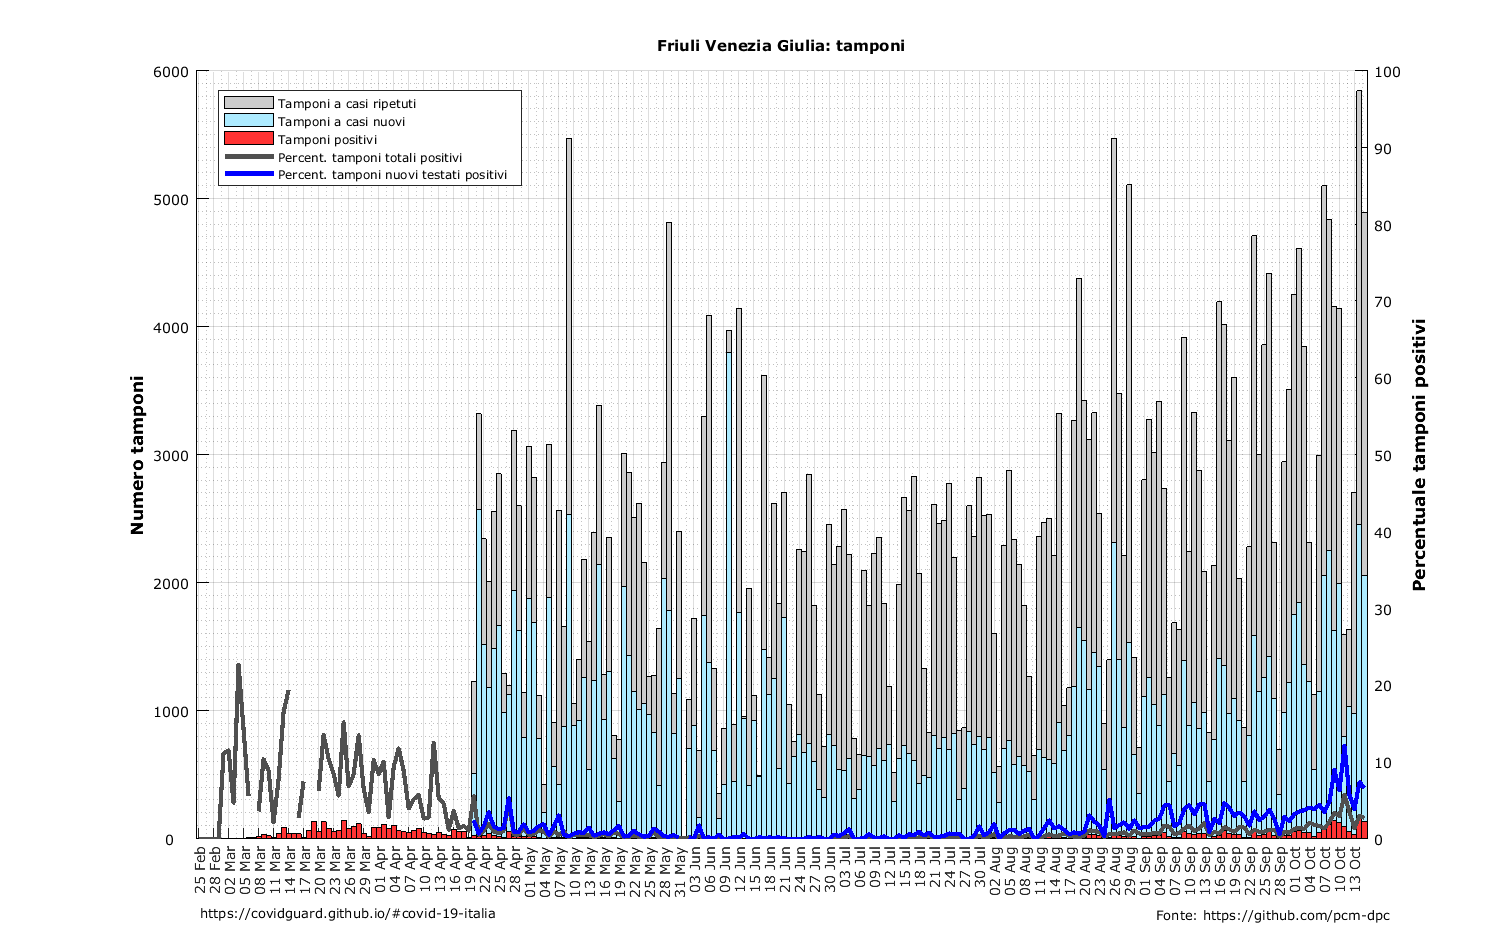 Friuli Venezia Giulia: tamponi
6000
5000
4000
3000
2000
1000
0
Numero tamponi
Tamponi a casi ripetuti
Tamponi a casi nuovi
Tamponi positivi
Percent. tamponi totali positivi
Percent. tamponi nuovi testati positivi
100
90
80
70
60
50
40
30
20
10
0
Percentuale tamponi positivi
25 Feb
28 Feb
02 Mar
05 Mar
08 Mar
11 Mar
14 Mar
17 Mar
20 Mar
23 Mar
26 Mar
29 Mar
01 Apr
04 Apr
07 Apr
10 Apr
13 Apr
16 Apr
19 Apr
22 Apr
25 Apr
28 Apr
01 May
04 May
07 May
10 May
13 May
16 May
19 May
22 May
25 May
28 May
31 May
03 Jun
06 Jun
09 Jun
12 Jun
15 Jun
18 Jun
21 Jun
24 Jun
27 Jun
30 Jun
03 Jul
06 Jul
09 Jul
12 Jul
15 Jul
18 Jul
21 Jul
24 Jul
27 Jul
30 Jul
02 Aug
05 Aug
08 Aug
11 Aug
14 Aug
17 Aug
20 Aug
23 Aug
26 Aug
29 Aug
01 Sep
04 Sep
07 Sep
10 Sep
13 Sep
16 Sep
19 Sep
22 Sep
25 Sep
28 Sep
01 Oct
04 Oct
07 Oct
10 Oct
13 Oct
https://covidguard.github.io/#covid-19-italia
Fonte: https://github.com/pcm-dpc